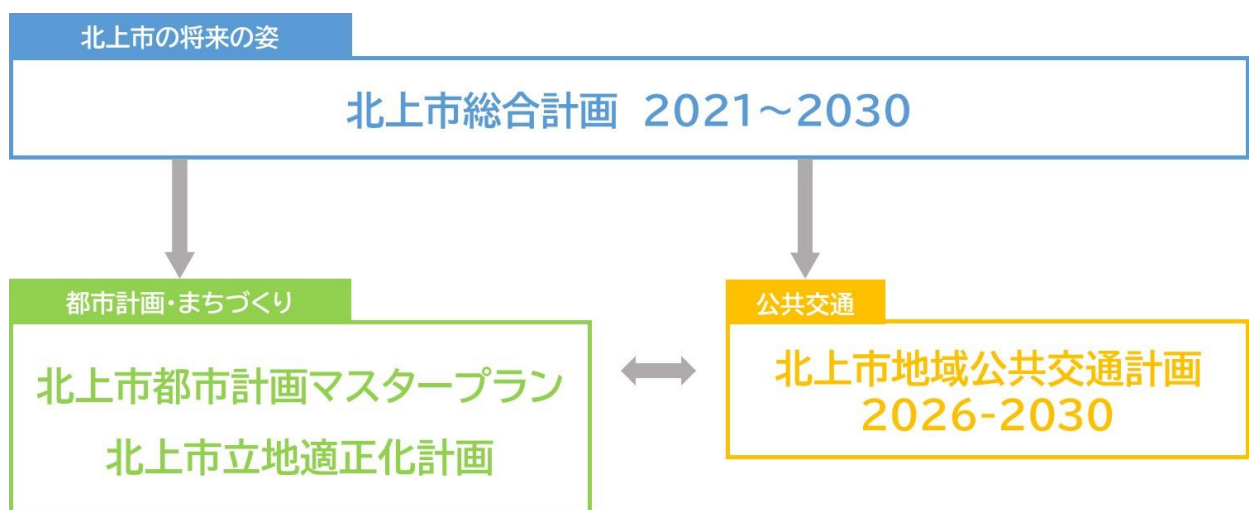 北上市の将来の姿
北上市総合計画 2021~2030
都市計画・まちづくり
北上市都市計画マスタープラン
北上市立地適正化計画
公共交通
北上市地域公共交通計画
2026-2030